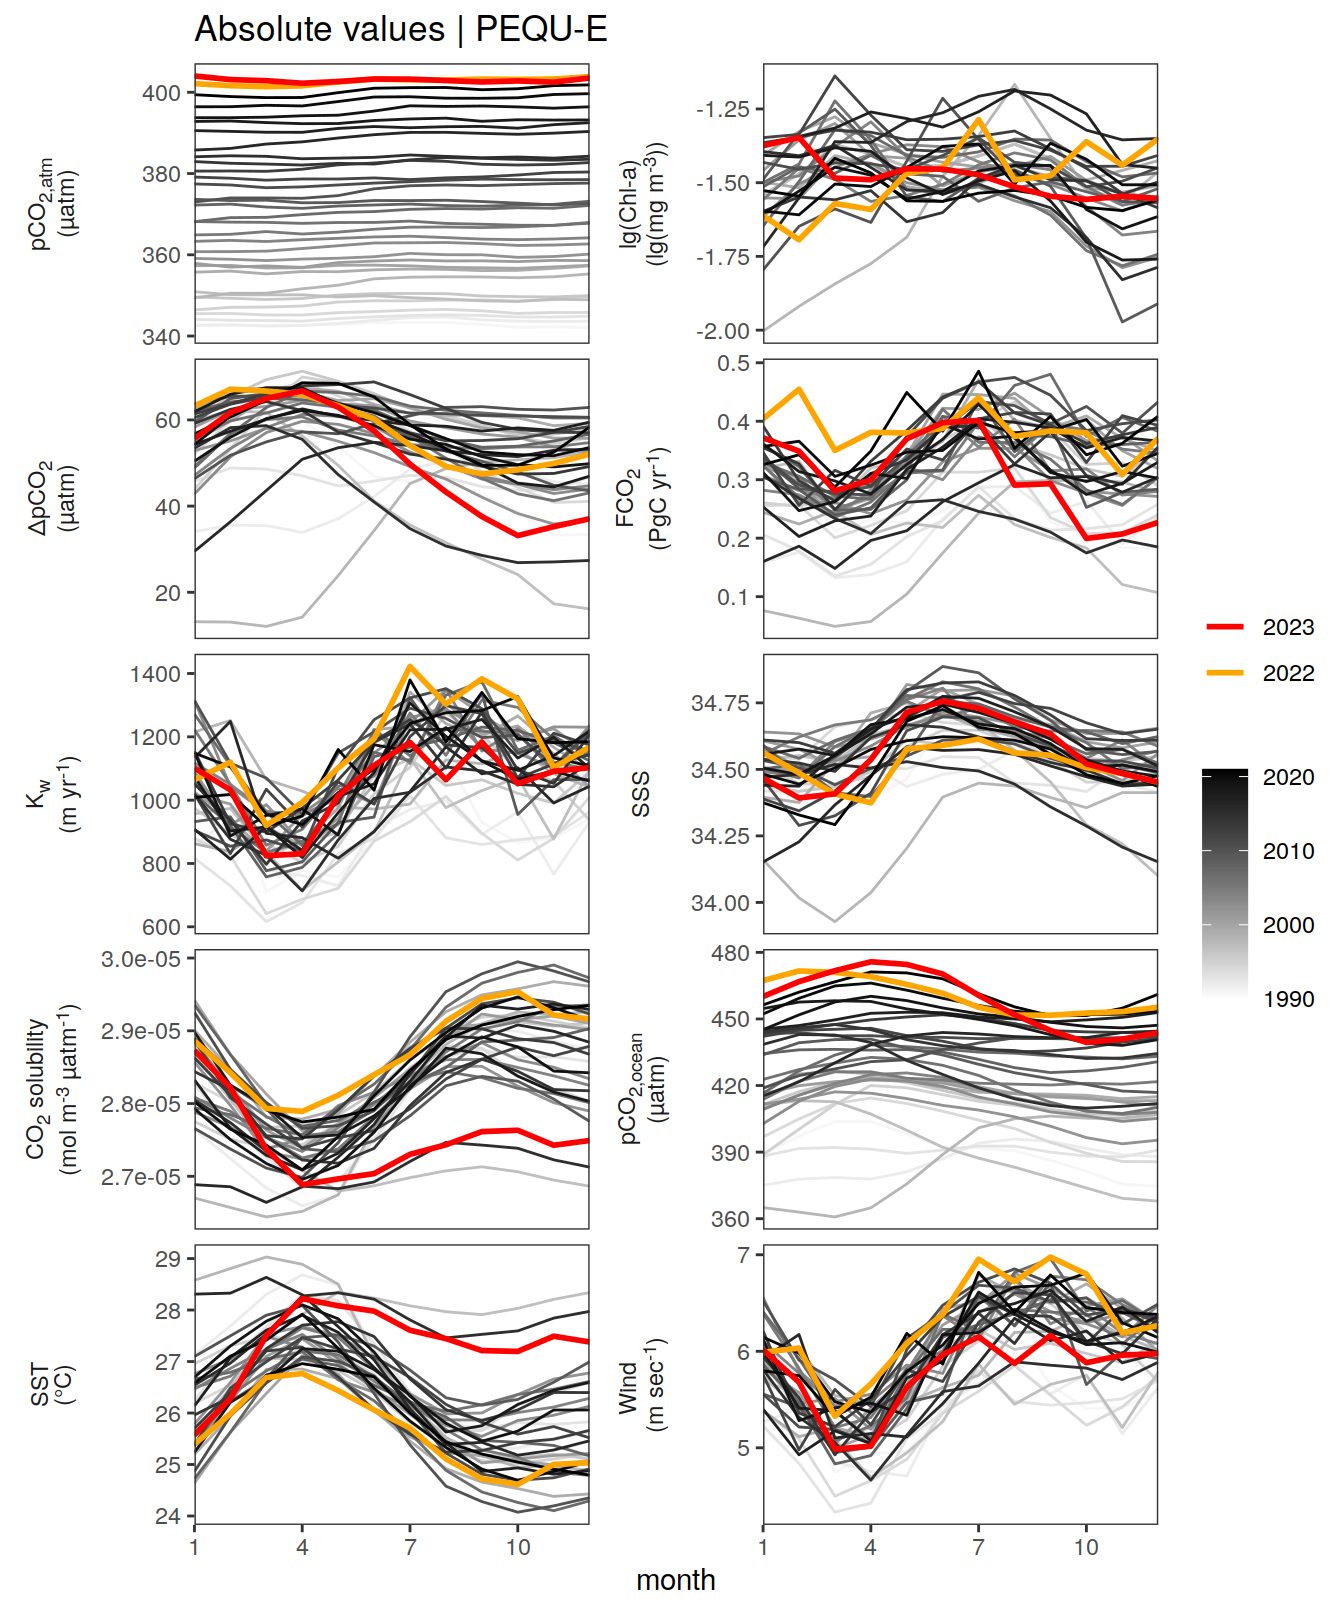 Absolute values | PEQU-E
pCO2,atm
(µatm)
400
380
360
340
lg(Chl-a)
(lg(mg m-3))
-1.25
-1.50
-1.75
-2.00
ΔpCO2
(µatm)
60
40
20
FCO2
(PgC yr-1)
0.5
0.4
0.3
0.2
0.1
Kw
(m yr-1)
1400
1200
1000
800
600
SSS
34.75
34.50
34.25
34.00
CO2 solubility
(mol m-3 µatm-1)
3.0e-05
2.9e-05
2.8e-05
2.7e-05
pCO2,ocean
(µatm)
480
450
420
390
360
SST
(°C)
29
28
27
26
25
24
1 4 7 10
Wind
(m sec-1)
7
6
5
1 4 7 10
month
2023
2022
2020
2010
2000
1990